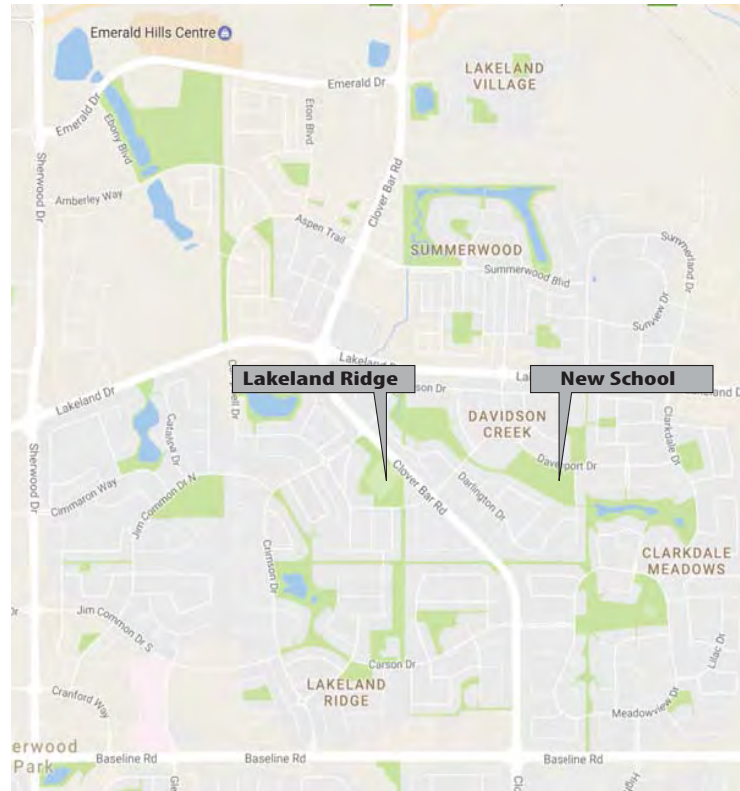 Emerald Hills Centre
LAKELAND
VILLAGE
Emerald Dr
Emerald Dr
Eton Blvd
Ebony Blvd
Sherwood Dr
Amberley Way
Clover Bar Rd
Aspen Trail
SUMMERWOOD
Summerwood Blvd
Summerland Dr
Sunview Dr
Lakeland Ridge
New School
Lakeland Dr
DAVIDSON
CREEK
Davenport Dr
Clarkdale Dr
Catalina Dr
Sherwood Dr
Cimmaron Way
Jim Common Dr N
Clover Bar Rd
Darlington Dr
CLARKDALE
MEADOWS
Crimson Dr
Jim Common Dr S
Carson Dr
LAKELAND
RIDGE
Lilac Dr
Cranford Way
Meadowview Dr
erwood
Park
Baseline Rd
Baseline Rd
Baseline Rd